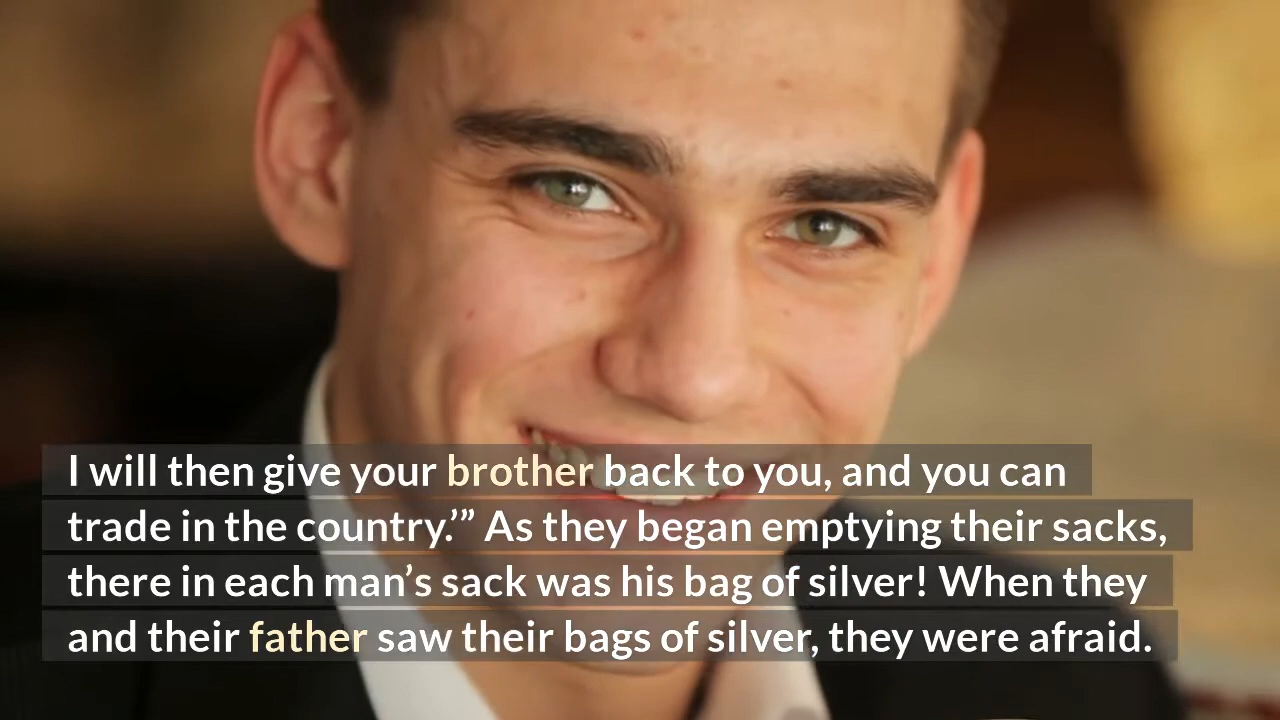 I will then give your brother back to you, and you can
trade in the country.’” As they began emptying their sacks,
there in each man’s sack was his bag of silver! When they
and their father saw their bags of silver, they were afraid.